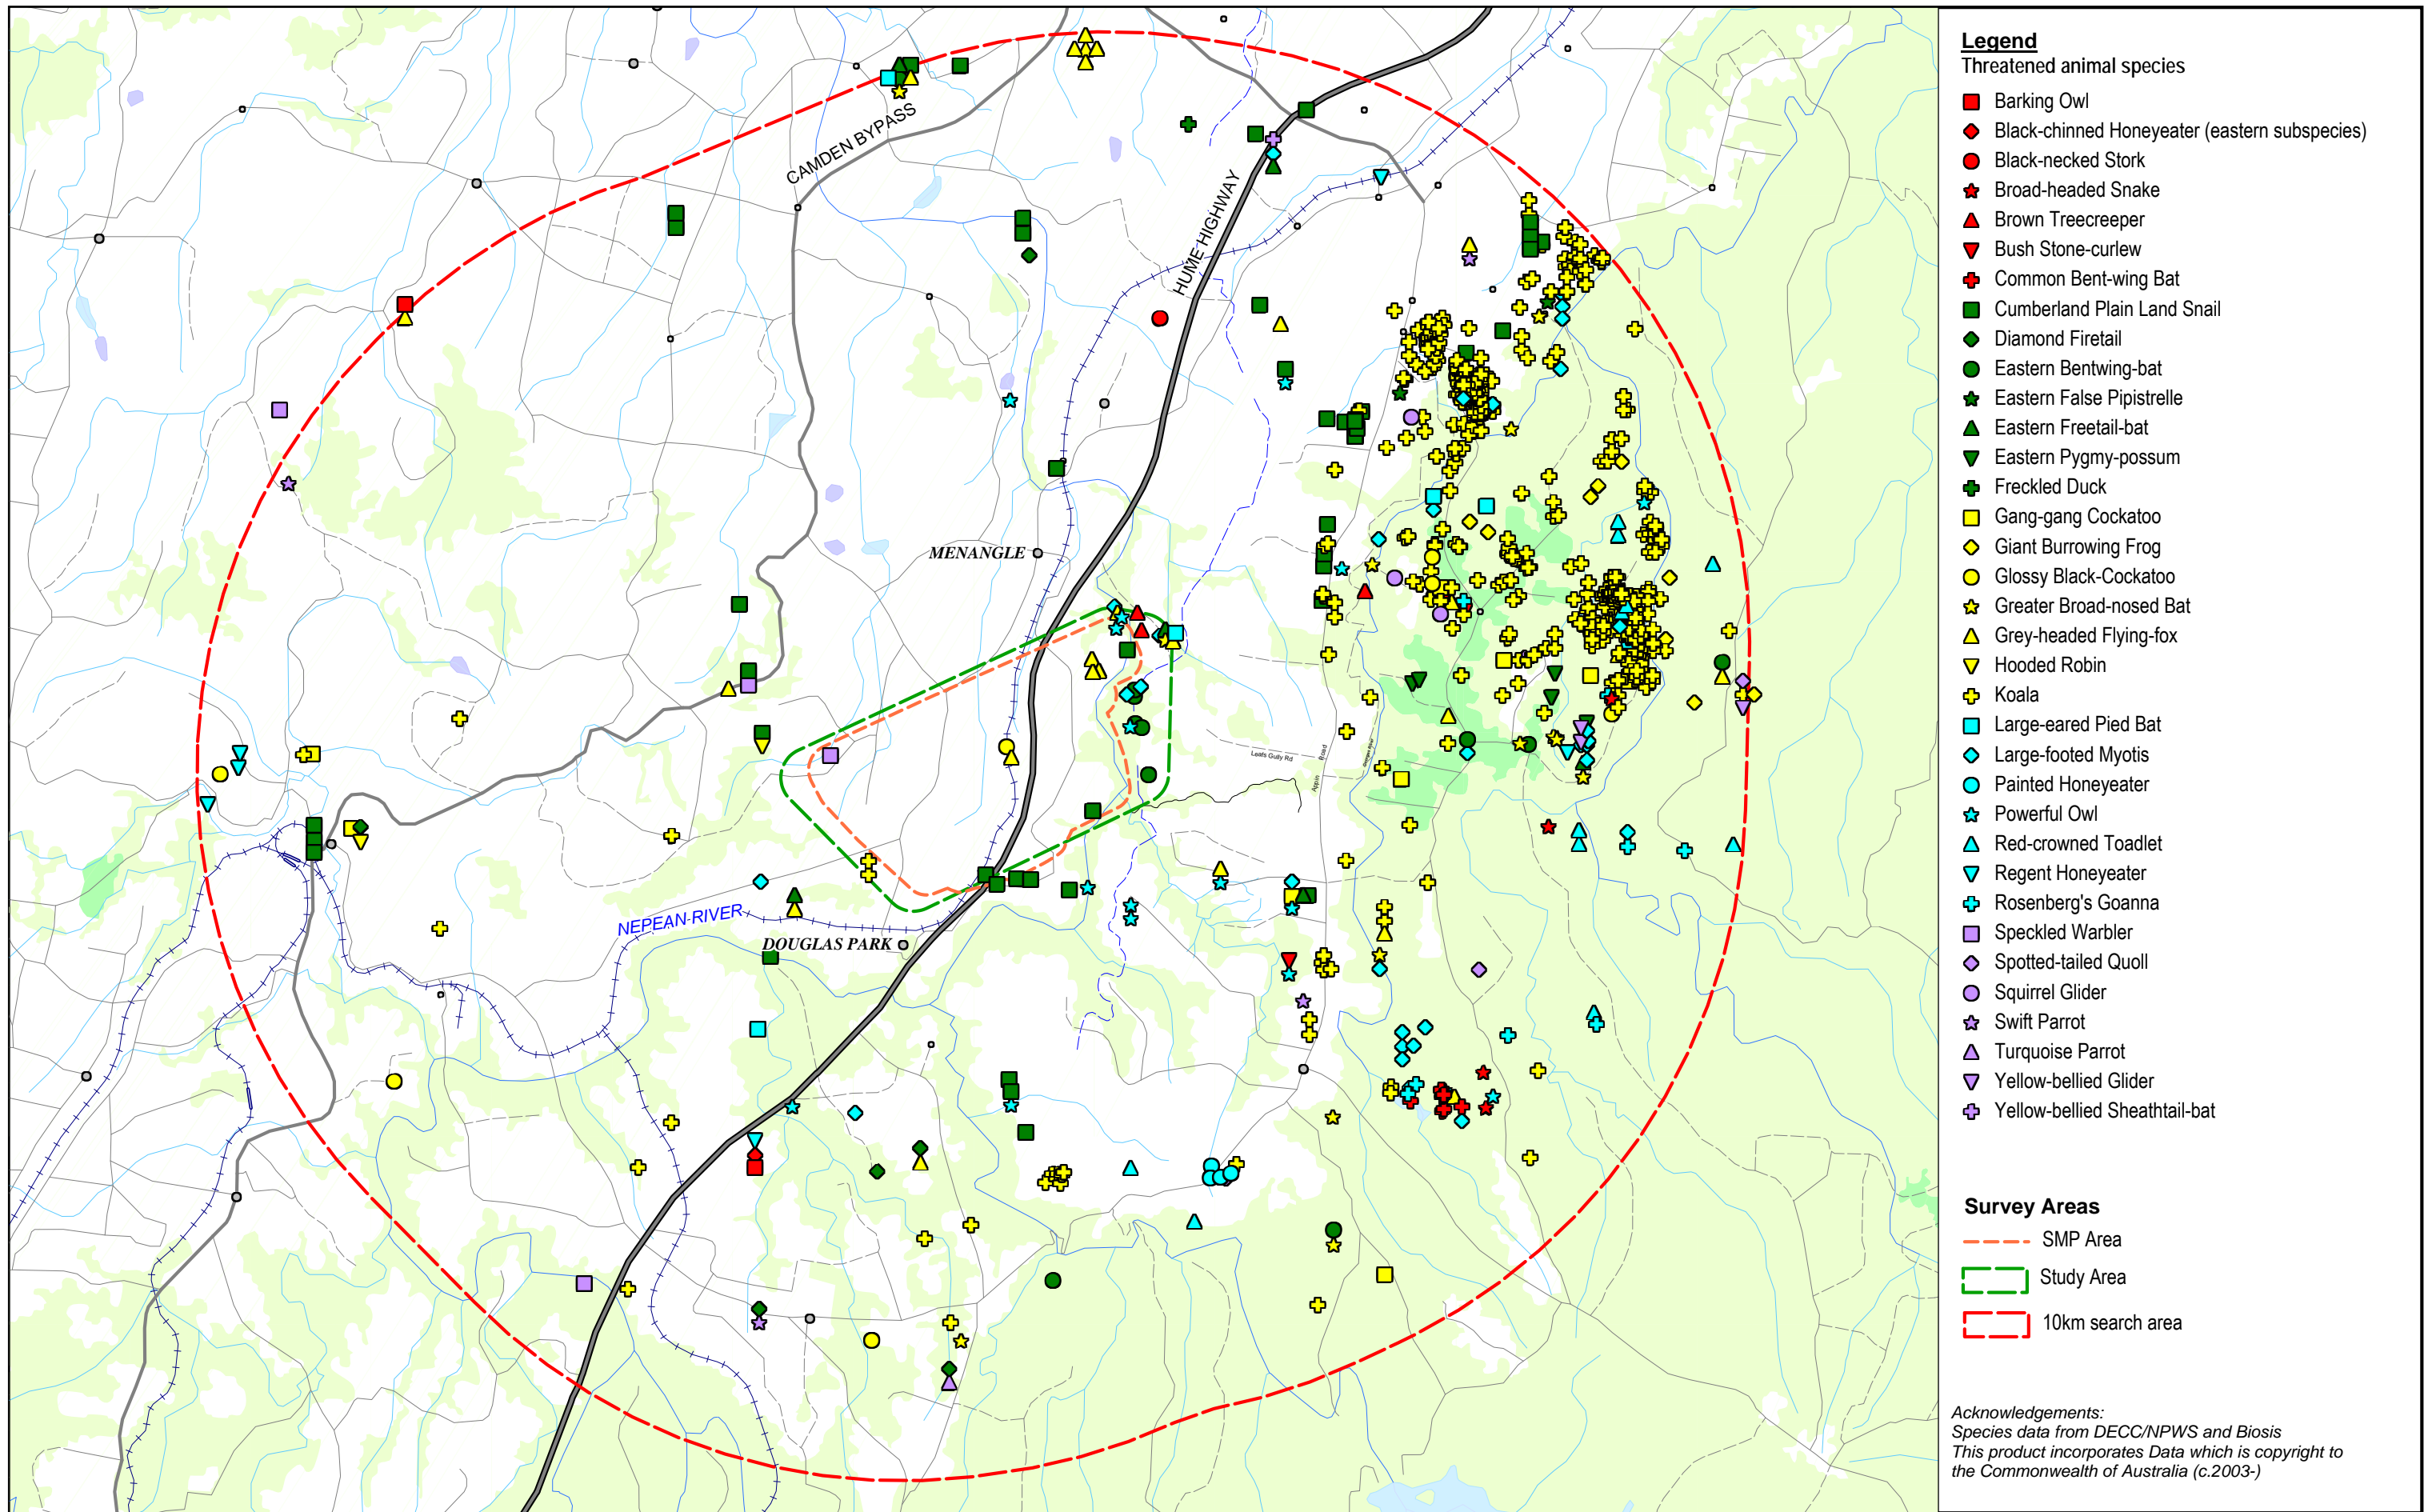 CAMDEN BYPASS
HUME HIGHWAY
MENANGLE
Leafs Gully Rd
Appin Road
NEPEAN RIVER
DOUGLAS PARK
Legend
Threatened animal species
Barking Owl
Black-chinned Honeyeater (eastern subspecies)
Black-necked Stork
Broad-headed Snake
Brown Treecreeper
Bush Stone-curlew
Common Bent-wing Bat
Cumberland Plain Land Snail
Diamond Firetail
Eastern Bentwing-bat
Eastern False Pipistrelle
Eastern Freetail-bat
Eastern Pygmy-possum
Freckled Duck
Gang-gang Cockatoo
Giant Burrowing Frog
Glossy Black-Cockatoo
Greater Broad-nosed Bat
Grey-headed Flying-fox
Hooded Robin
Koala
Large-eared Pied Bat
Large-footed Myotis
Painted Honeyeater
Powerful Owl
Red-crowned Toadlet
Regent Honeyeater
Rosenberg's Goanna
Speckled Warbler
Spotted-tailed Quoll
Squirrel Glider
Swift Parrot
Turquoise Parrot
Yellow-bellied Glider
Yellow-bellied Sheathtail-bat
Survey Areas
SMP Area
Study Area
10km search area
Acknowledgements:
Species data from DECC/NPWS and Biosis
This product incorporates Data which is copyright to
the Commonwealth of Australia (c.2003-)